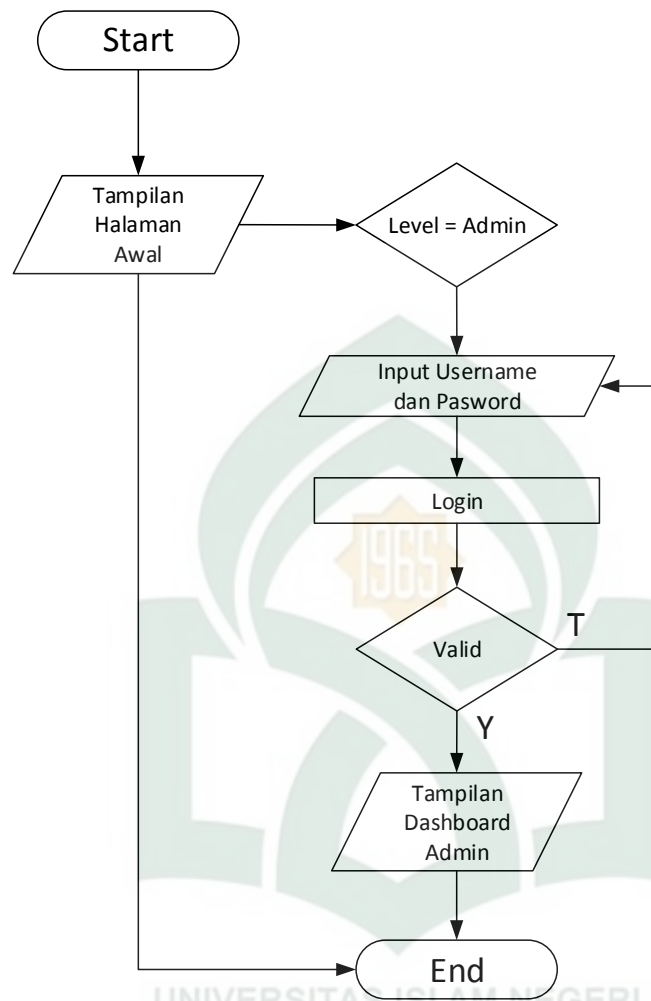 Start
Tampilan
Halaman
Awal
Level = Admin
Input Username
dan Pasword
Login
1965
Valid
T
Y
Tampilan
Dashboard
Admin
End
UNIVERSITAS ISLAM NEGERI